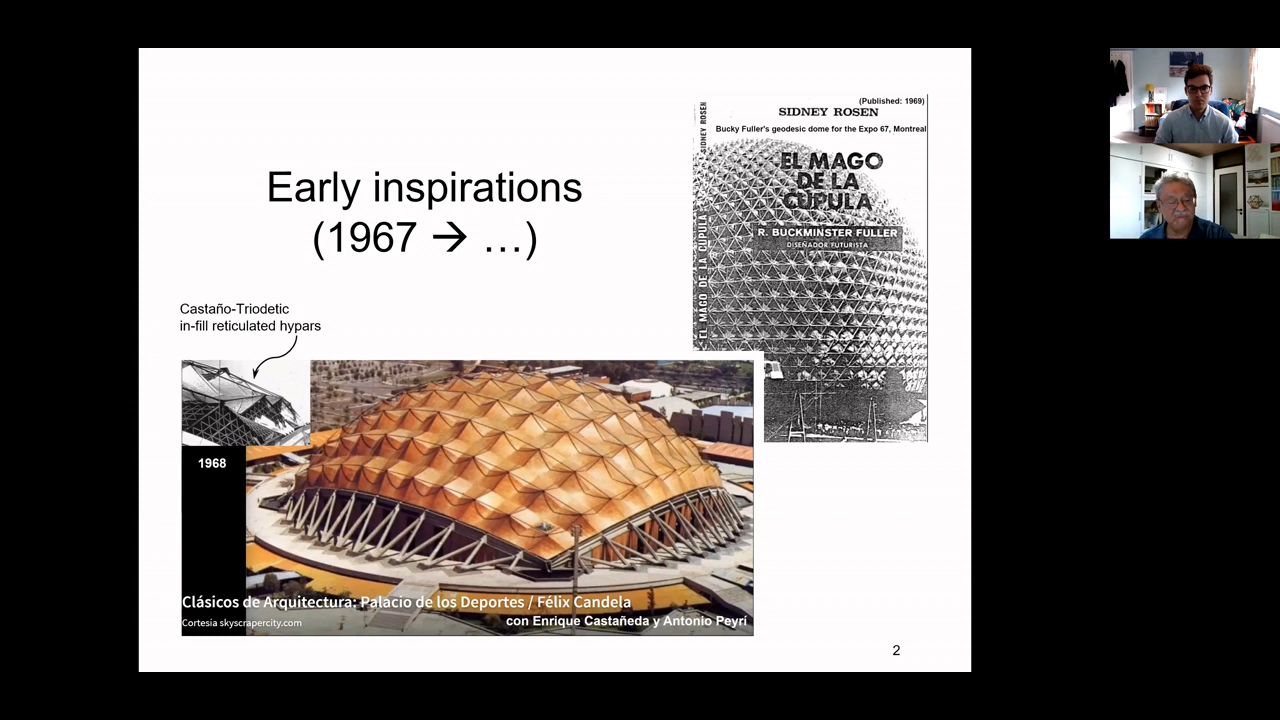 Early inspirations
(1967 → …)
(Published: 1969)
SIDNEY ROSEN
Bucky Fuller's geodesic dome for the Expo 67, Montreal
EL MAGO
DE LA
CÚPULA
R. BUCKMINSTER FULLER
DISEÑADOR FUTURISTA
SIDNEY ROSEN
EL MAGO DE LA CUPULA
Castaño-Triodetic
in-fill reticulated hypars
1968
Clásicos de Arquitectura: Palacio de los Deportes / Félix Candela
Cortesia skyscrapercity.com
con Enrique Castañeda y Antonio Peyrí
2